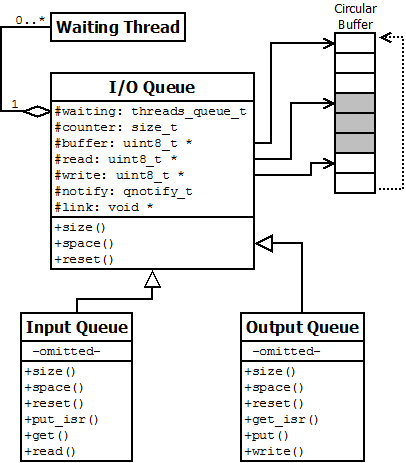 Circular
Buffer
0..*
Waiting Thread
1
I/O Queue
#waiting: threads_queue_t
#counter: size_t
#buffer: uint8_t *
#read: uint8_t *
#write: uint8_t *
#notify: qnotify_t
#link: void *
+size()
+space()
+reset()
Input Queue
-omitted-
+size()
+space()
+reset()
+put_isr()
+get()
+read()
Output Queue
-omitted-
+size()
+space()
+reset()
+get_isr()
+put()
+write()